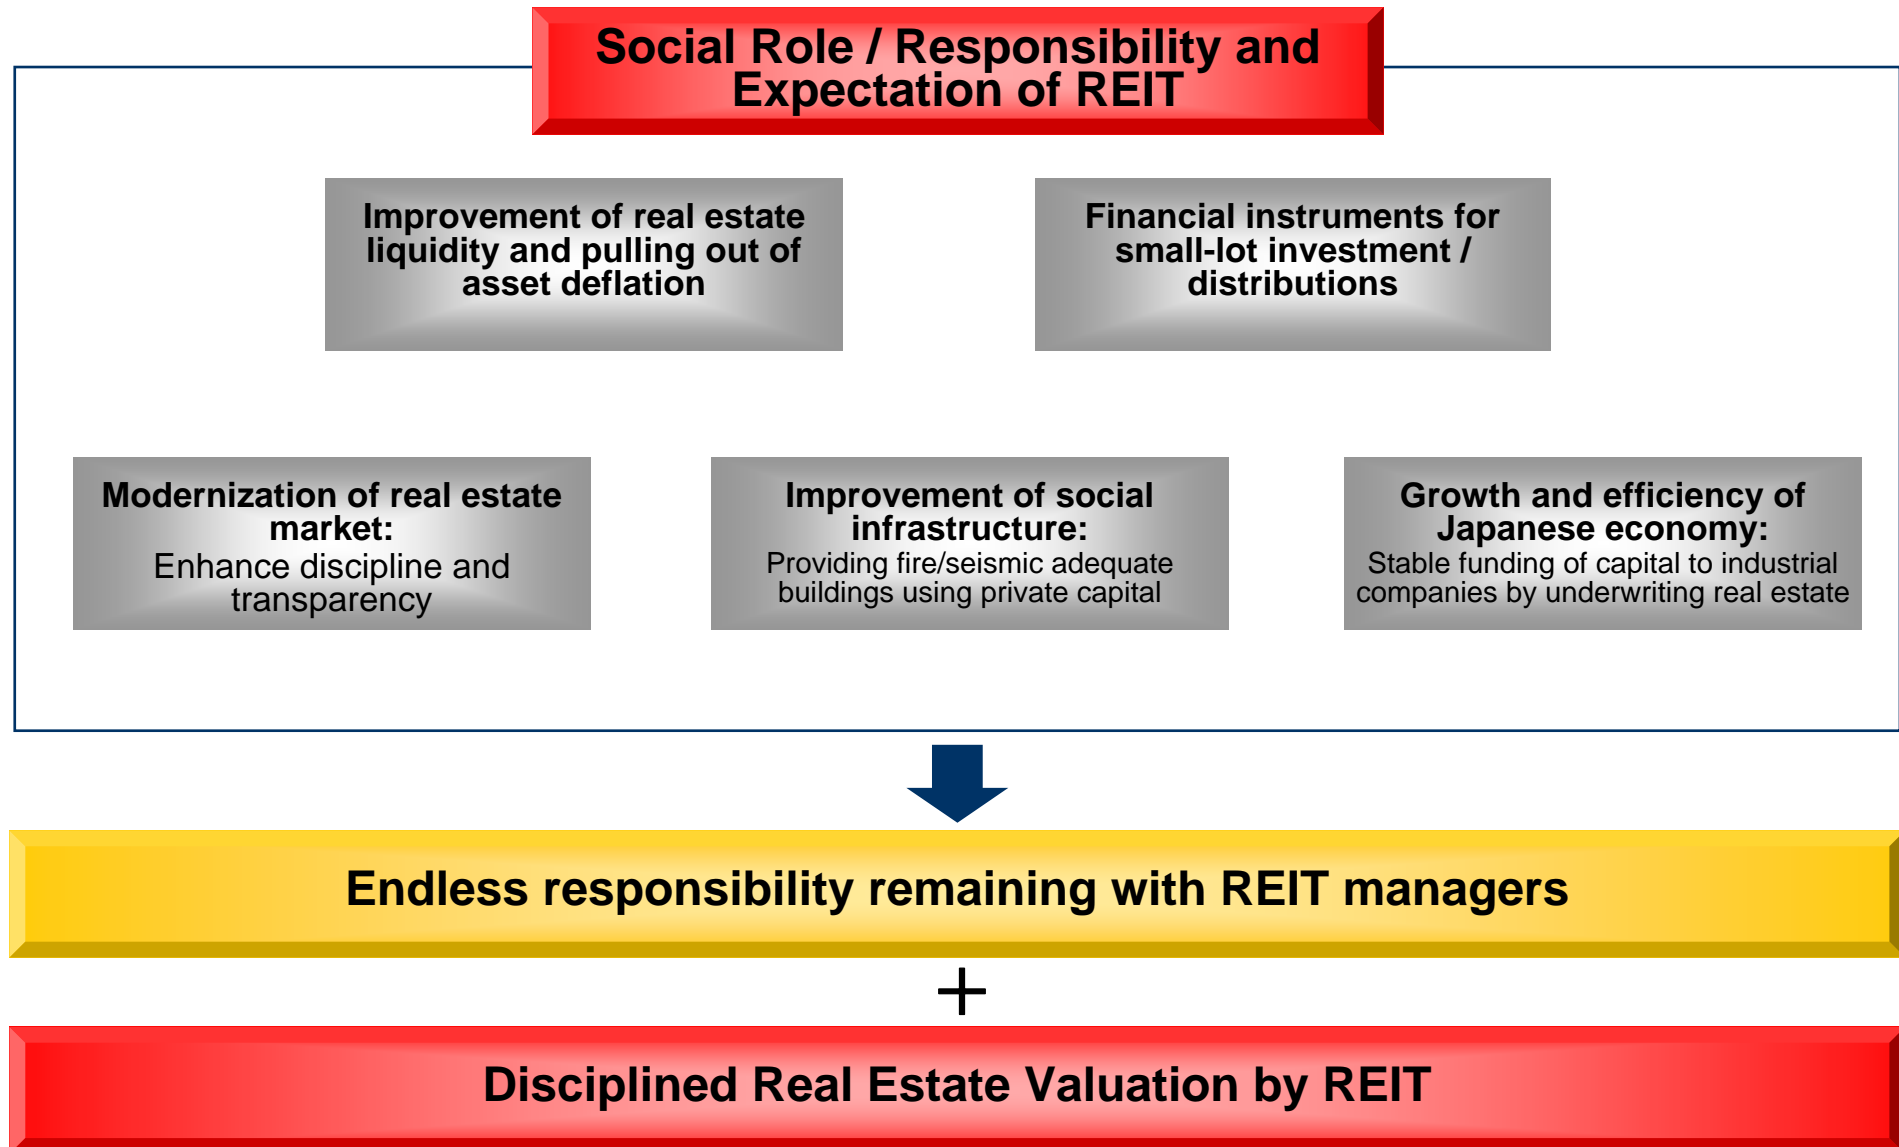 Social Role / Responsibility and
Expectation of REIT
Improvement of real estate
liquidity and pulling out of
asset deflation
Financial instruments for
small-lot investment /
distributions
Modernization of real estate
market:
Enhance discipline and
transparency
Improvement of social
infrastructure:
Providing fire/seismic adequate
buildings using private capital
Growth and efficiency of
Japanese economy:
Stable funding of capital to industrial
companies by underwriting real estate
Endless responsibility remaining with REIT managers
+
Disciplined Real Estate Valuation by REIT